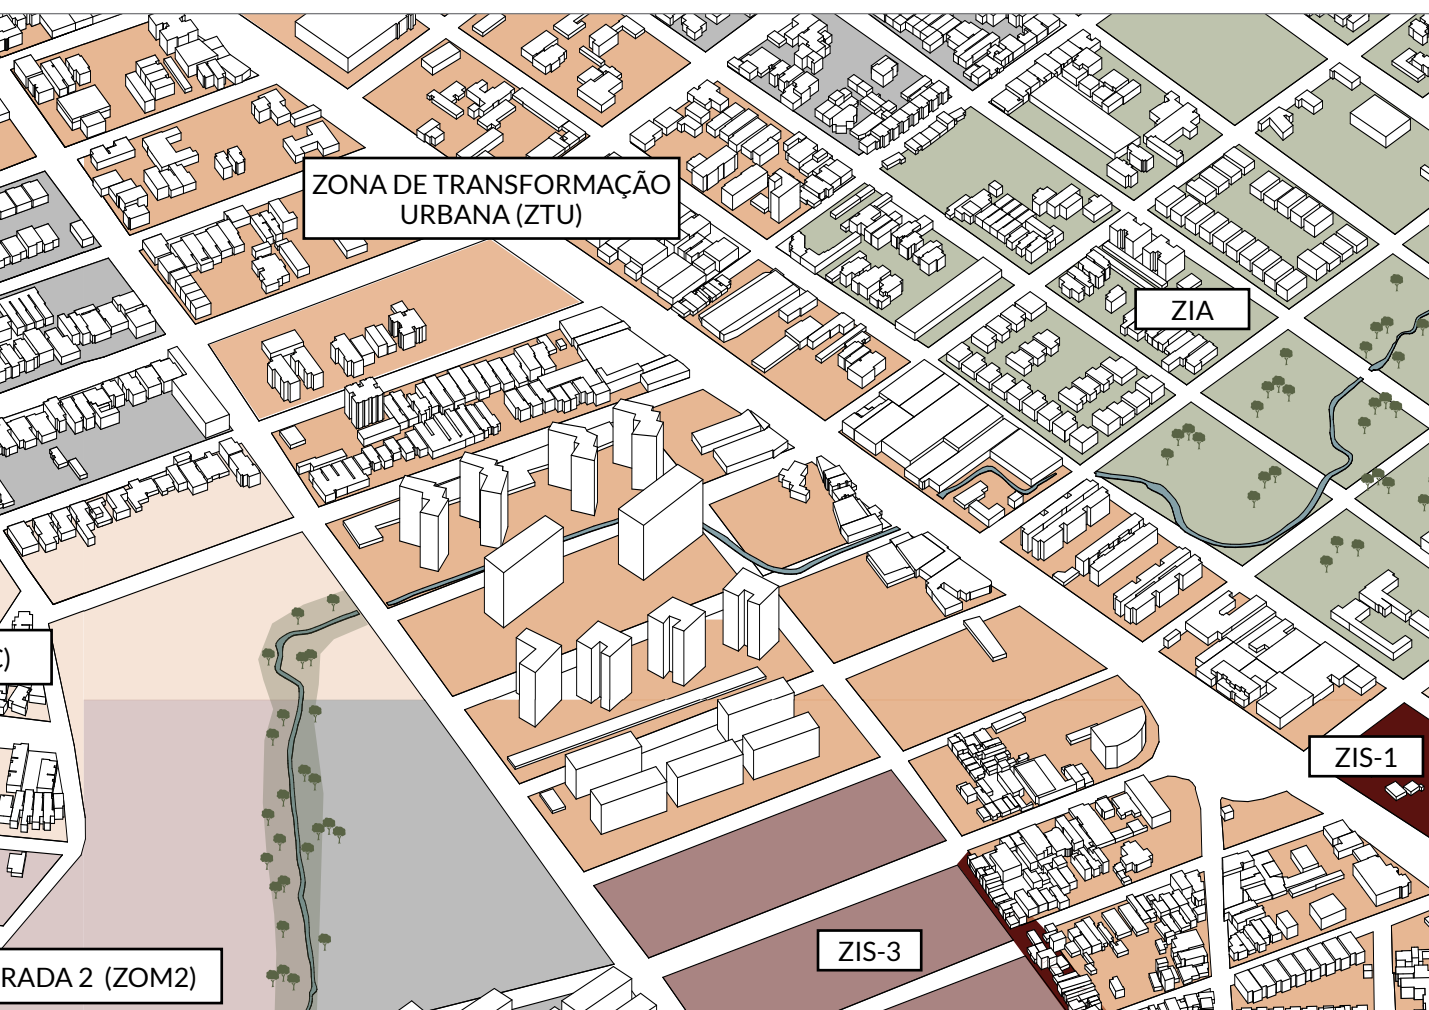 ZONA DE TRANSFORMAÇÃO
URBANA (ZTU)
ZIA
C)
ZIS-1
ZIS-3
RADA 2 (ZOM2)